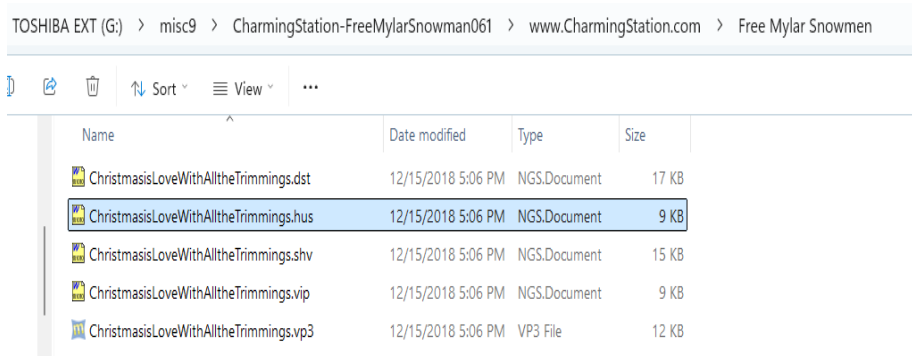 TOSHIBA EXT (G:) > misc9 > CharmingStation-FreeMylarSnowman061 > www.CharmingStation.com > Free Mylar Snowmen
Sort View ...
Name Date modified Type Size
ChristmasisLoveWithAlltheTrimmings.dst 12/15/2018 5:06 PM NGS.Document 17 KB
ChristmasisLoveWithAlltheTrimmings.hus 12/15/2018 5:06 PM NGS.Document 9 KB
ChristmasisLoveWithAlltheTrimmings.shv 12/15/2018 5:06 PM NGS.Document 15 KB
ChristmasisLoveWithAlltheTrimmings.vip 12/15/2018 5:06 PM NGS.Document 9 KB
ChristmasisLoveWithAlltheTrimmings.vp3 12/15/2018 5:06 PM VP3 File 12 KB